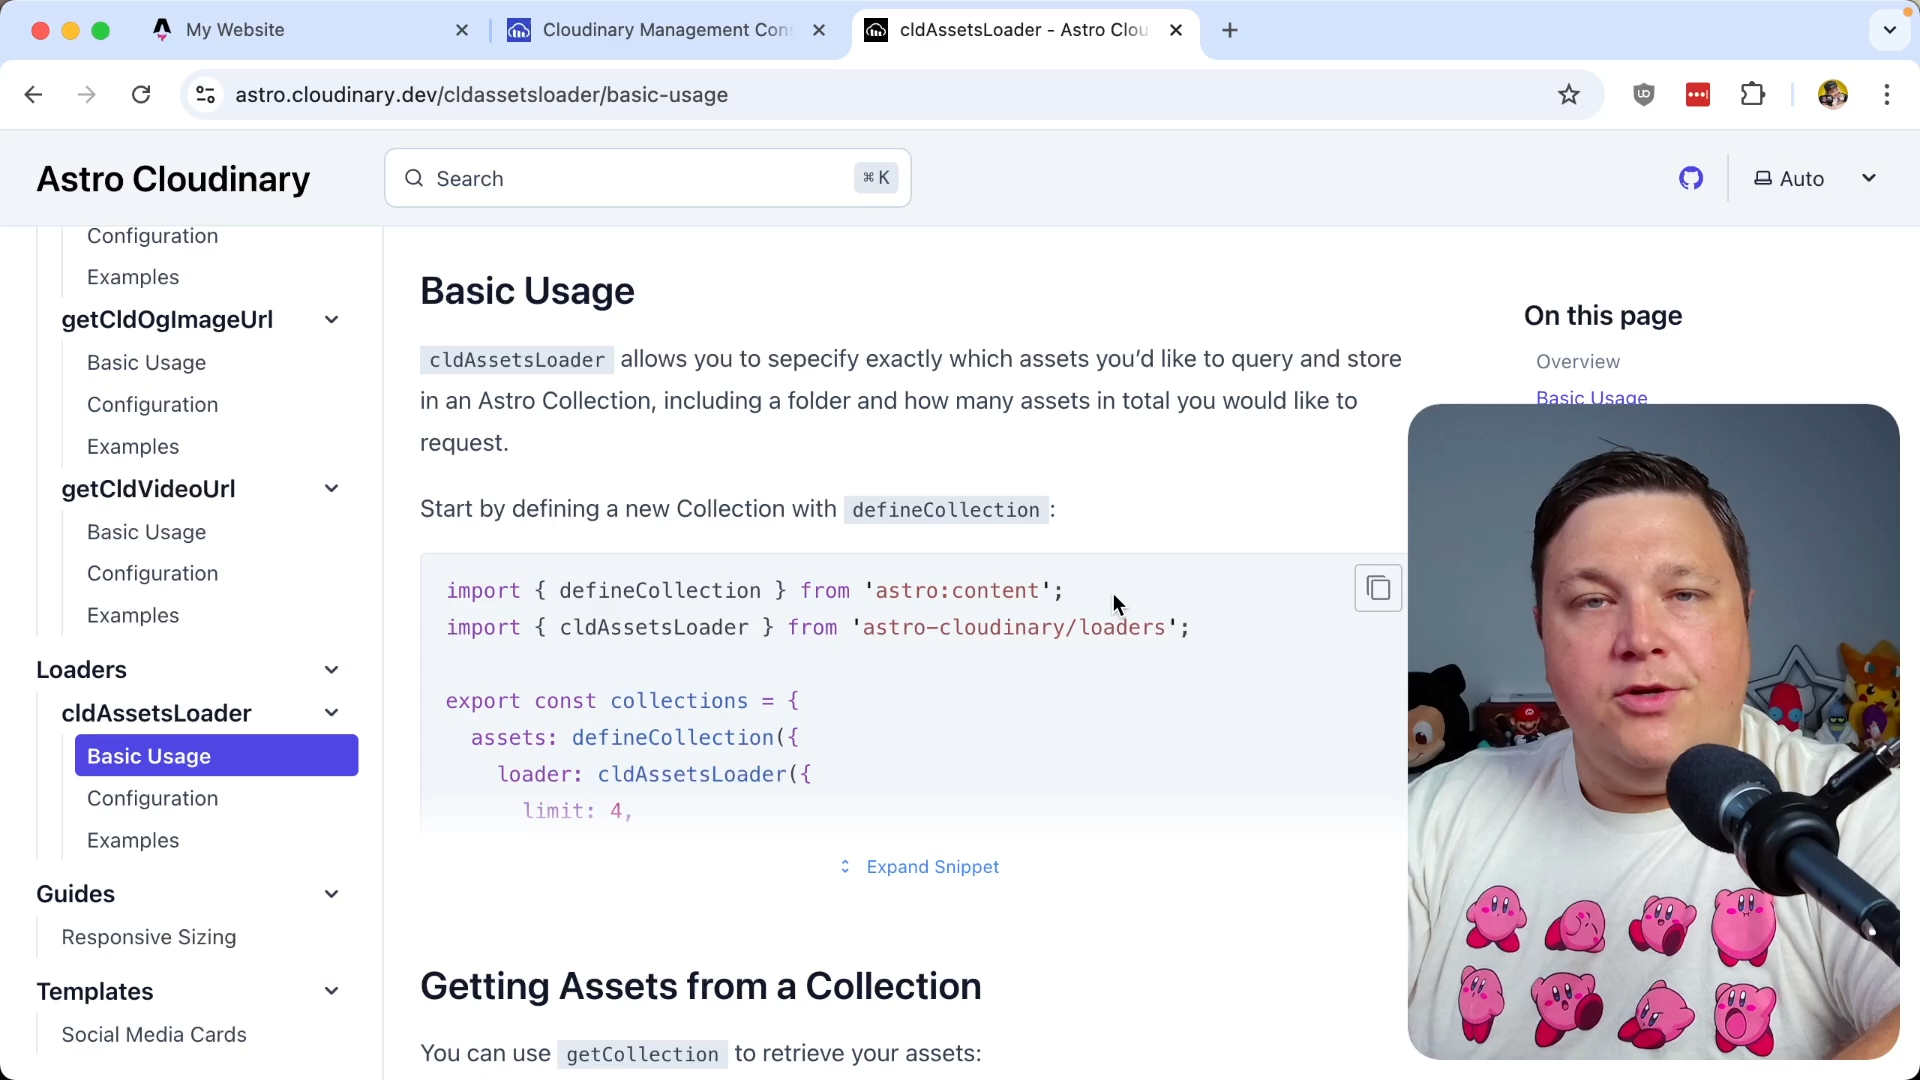 My Website
Cloudinary Management Cons
cldAssetsLoader - Astro Clou
astro.cloudinary.dev/cldassetsloader/basic-usage
Astro Cloudinary
Search
⌘ K
Auto
Configuration
Examples
getCldOgImageUrl
Basic Usage
Configuration
Examples
getCldVideoUrl
Basic Usage
Configuration
Examples
Loaders
cldAssetsLoader
Basic Usage
Configuration
Examples
Guides
Responsive Sizing
Templates
Social Media Cards
Basic Usage
cldAssetsLoader allows you to sepecify exactly which assets you’d like to query and store
in an Astro Collection, including a folder and how many assets in total you would like to
request.
Start by defining a new Collection with defineCollection:
import { defineCollection } from 'astro:content';
import { cldAssetsLoader } from 'astro-cloudinary/loaders';
export const collections = {
assets: defineCollection({
loader: cldAssetsLoader({
limit: 4,
Expand Snippet
Getting Assets from a Collection
You can use getCollection to retrieve your assets:
On this page
Overview
Basic Usage